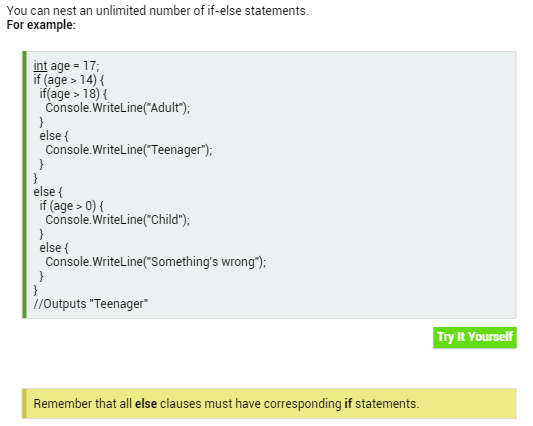 You can nest an unlimited number of if-else statements.
For example:
int age = 17;
if (age > 14) {
if(age > 18) {
Console.WriteLine("Adult");
}
else {
Console.WriteLine("Teenager");
}
}
else {
if (age > 0) {
Console.WriteLine("Child");
}
else {
Console.WriteLine("Something's wrong");
}
}
//Outputs "Teenager"
Try It Yourself
Remember that all else clauses must have corresponding if statements.